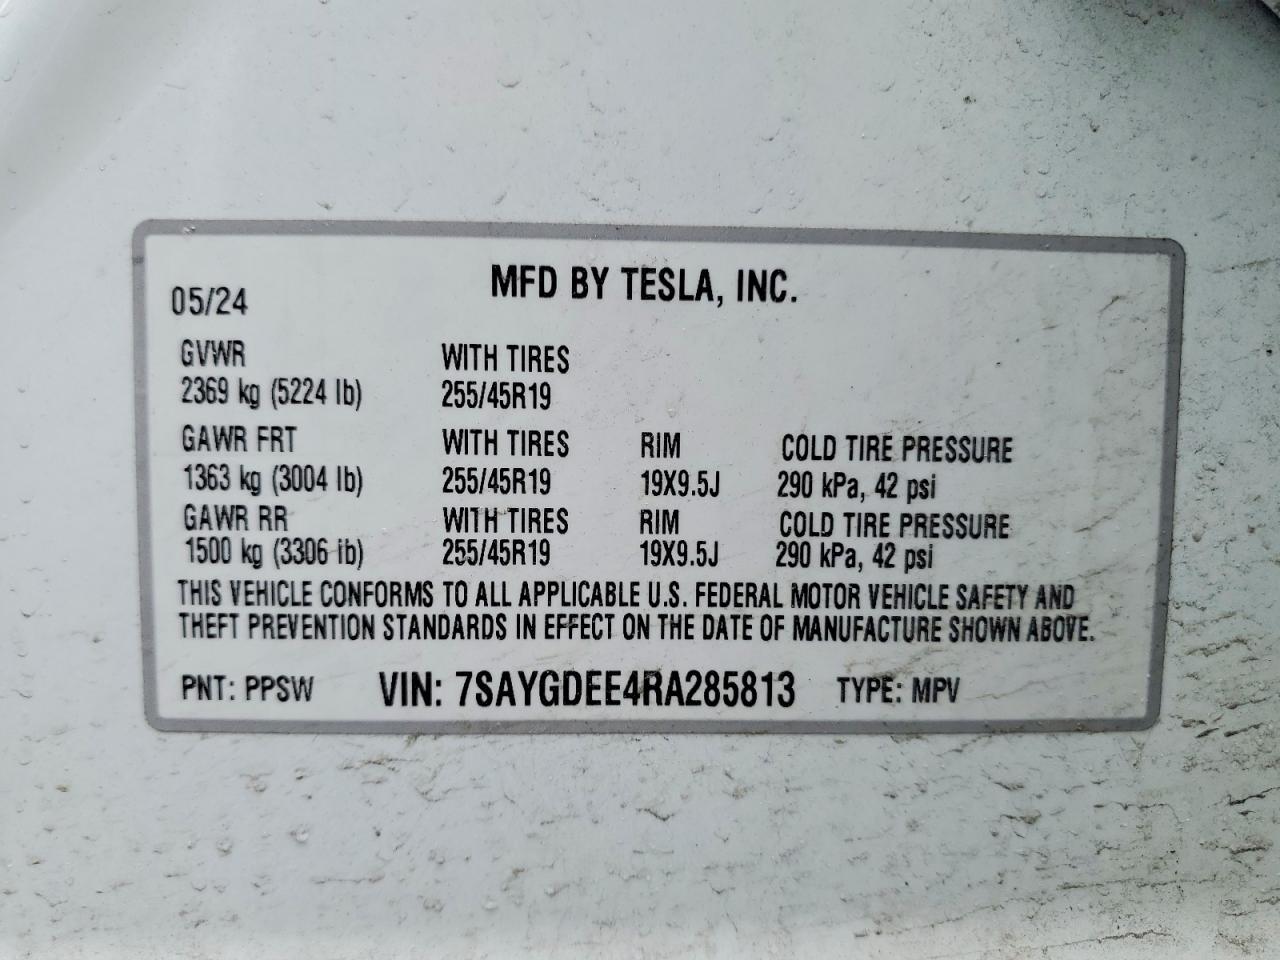 MFD BY TESLA, INC.
05/24
GVWR WITH TIRES
2369 kg (5224 lb) 255/45R19
GAWR FRT WITH TIRES RIM COLD TIRE PRESSURE
1363 kg (3004 lb) 255/45R19 19X9.5J 290 kPa, 42 psi
GAWR RR WITH TIRES RIM COLD TIRE PRESSURE
1500 kg (3306 lb) 255/45R19 19X9.5J 290 kPa, 42 psi
THIS VEHICLE CONFORMS TO ALL APPLICABLE U.S. FEDERAL MOTOR VEHICLE SAFETY AND
THEFT PREVENTION STANDARDS IN EFFECT ON THE DATE OF MANUFACTURE SHOWN ABOVE.
PNT: PPSW VIN: 7SAYGDEE4RA285813 TYPE: MPV